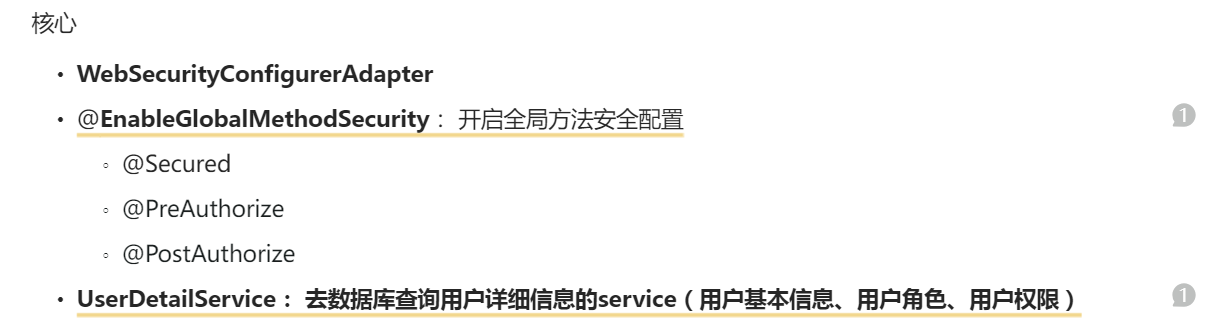 核心
• WebSecurityConfigurerAdapter
• @EnableGlobalMethodSecurity： 开启全局方法安全配置 1
◦ @Secured
◦ @PreAuthorize
◦ @PostAuthorize
• UserDetailService： 去数据库查询用户详细信息的service（用户基本信息、用户角色、用户权限） 1